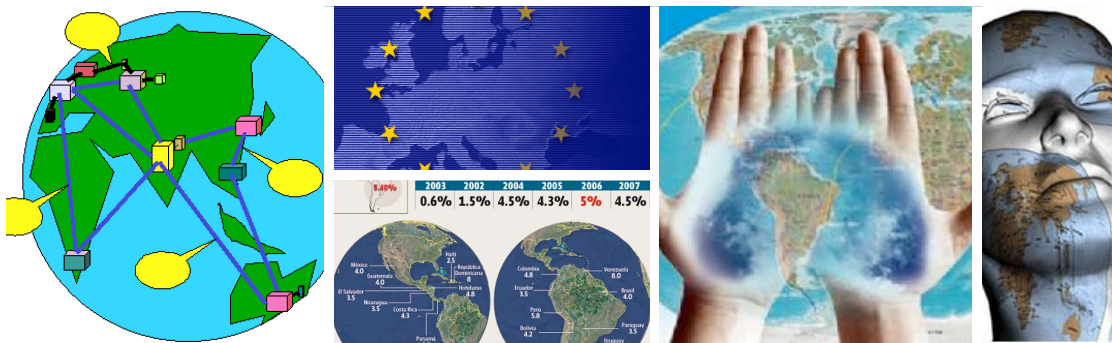 9.40%
2003 2002 2004 2005 2006 2007
0.6% 1.5% 4.5% 4.3% 5% 4.5%
México
4.0
Guatemala
4.0
El Salvador
3.5
Nicaragua
3.5
Costa Rica
4.3
Panamá
Haití
2.5
República
Dominicana
8
Honduras
4.8
Colombia
4.8
Ecuador
3.5
Perú
5.8
Bolivia
4.2
Venezuela
8.0
Brasil
4.0
Paraguay
3.5
Uruguay